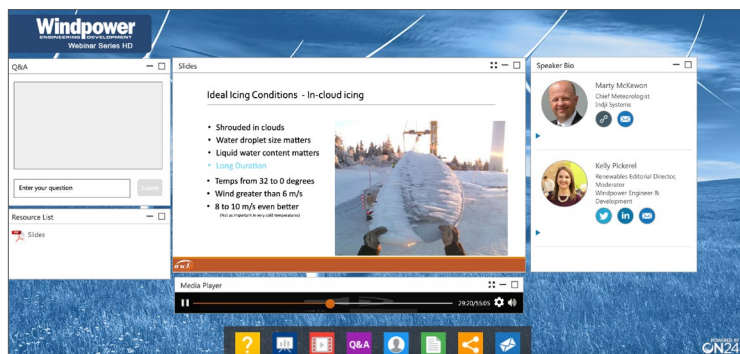 Windpower
ENGINEERING DEVELOPMENT
Webinar Series HD
Q&A
Enter your question
Submit
Resource List
Slides
Slides
Ideal Icing Conditions - In-cloud icing
• Shrouded in clouds
• Water droplet size matters
• Liquid water content matters
• Long Duration
• Temps from 32 to 0 degrees
• Wind greater than 6 m/s
• 8 to 10 m/s even better
(Not as important in very cold temperatures)
Media Player
29:20/55:05
Speaker Bio
Marty McKewon
Chief Meteorologist
Indji Systems
Kelly Pickerel
Renewables Editorial Director,
Moderator
Windpower Engineer &
Development
Q&A
POWERED BY
ON24